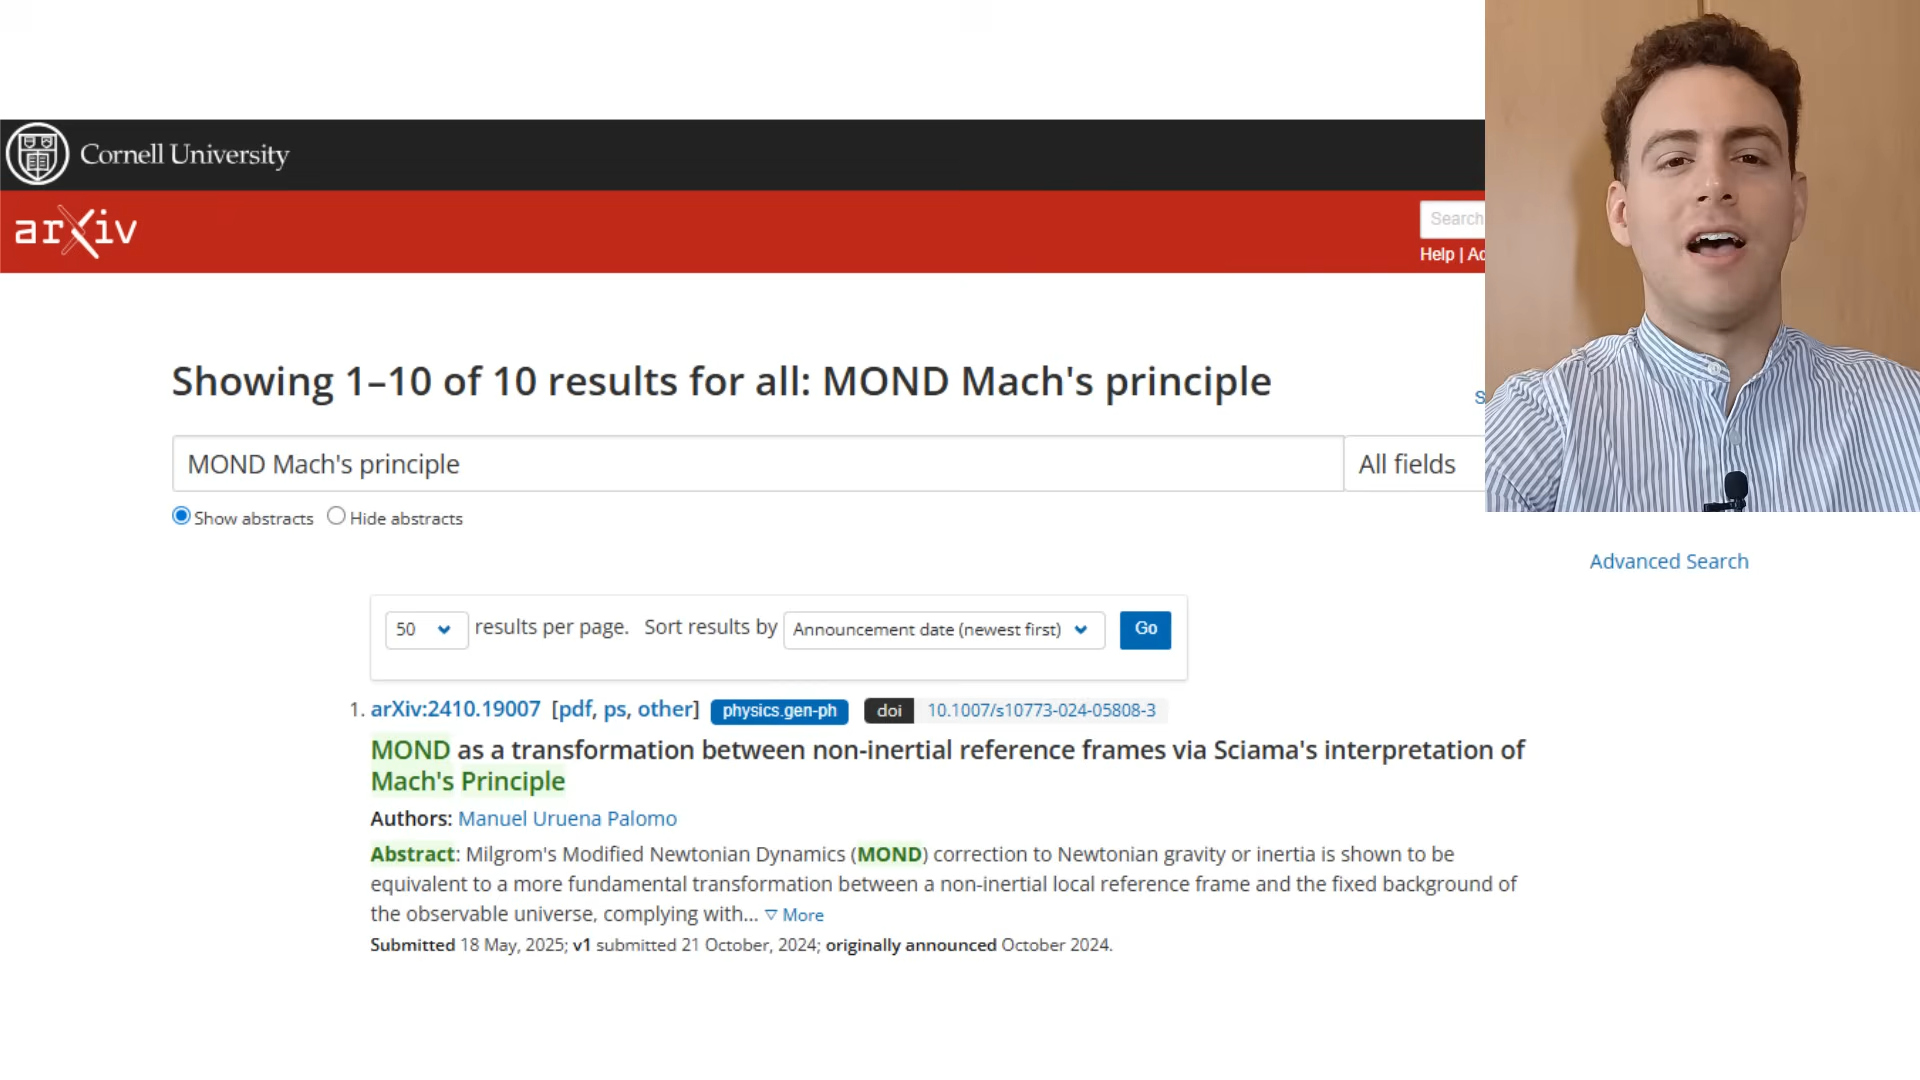 Cornell University
arXiv
Search
Help | Ad
Showing 1–10 of 10 results for all: MOND Mach's principle
S
MOND Mach's principle
All fields
Show abstracts
Hide abstracts
Advanced Search
50
results per page.
Sort results by
Announcement date (newest first)
Go
1. arXiv:2410.19007 [pdf, ps, other] physics.gen-ph doi 10.1007/s10773-024-05808-3
MOND as a transformation between non-inertial reference frames via Sciama's interpretation of
Mach's Principle
Authors: Manuel Uruena Palomo
Abstract: Milgrom's Modified Newtonian Dynamics (MOND) correction to Newtonian gravity or inertia is shown to be
equivalent to a more fundamental transformation between a non-inertial local reference frame and the fixed background of
the observable universe, complying with... ▽ More
Submitted 18 May, 2025; v1 submitted 21 October, 2024; originally announced October 2024.